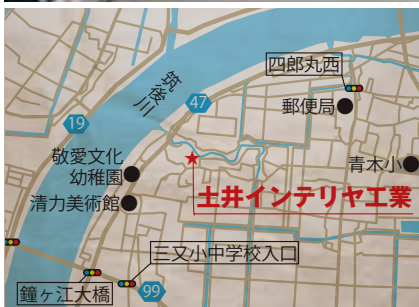 四郎丸西
筑後川
47
郵便局
19
敬愛文化
幼稚園
青木小
清力美術館
土井インテリヤ工業
三又小中学校入口
鐘ヶ江大橋
99